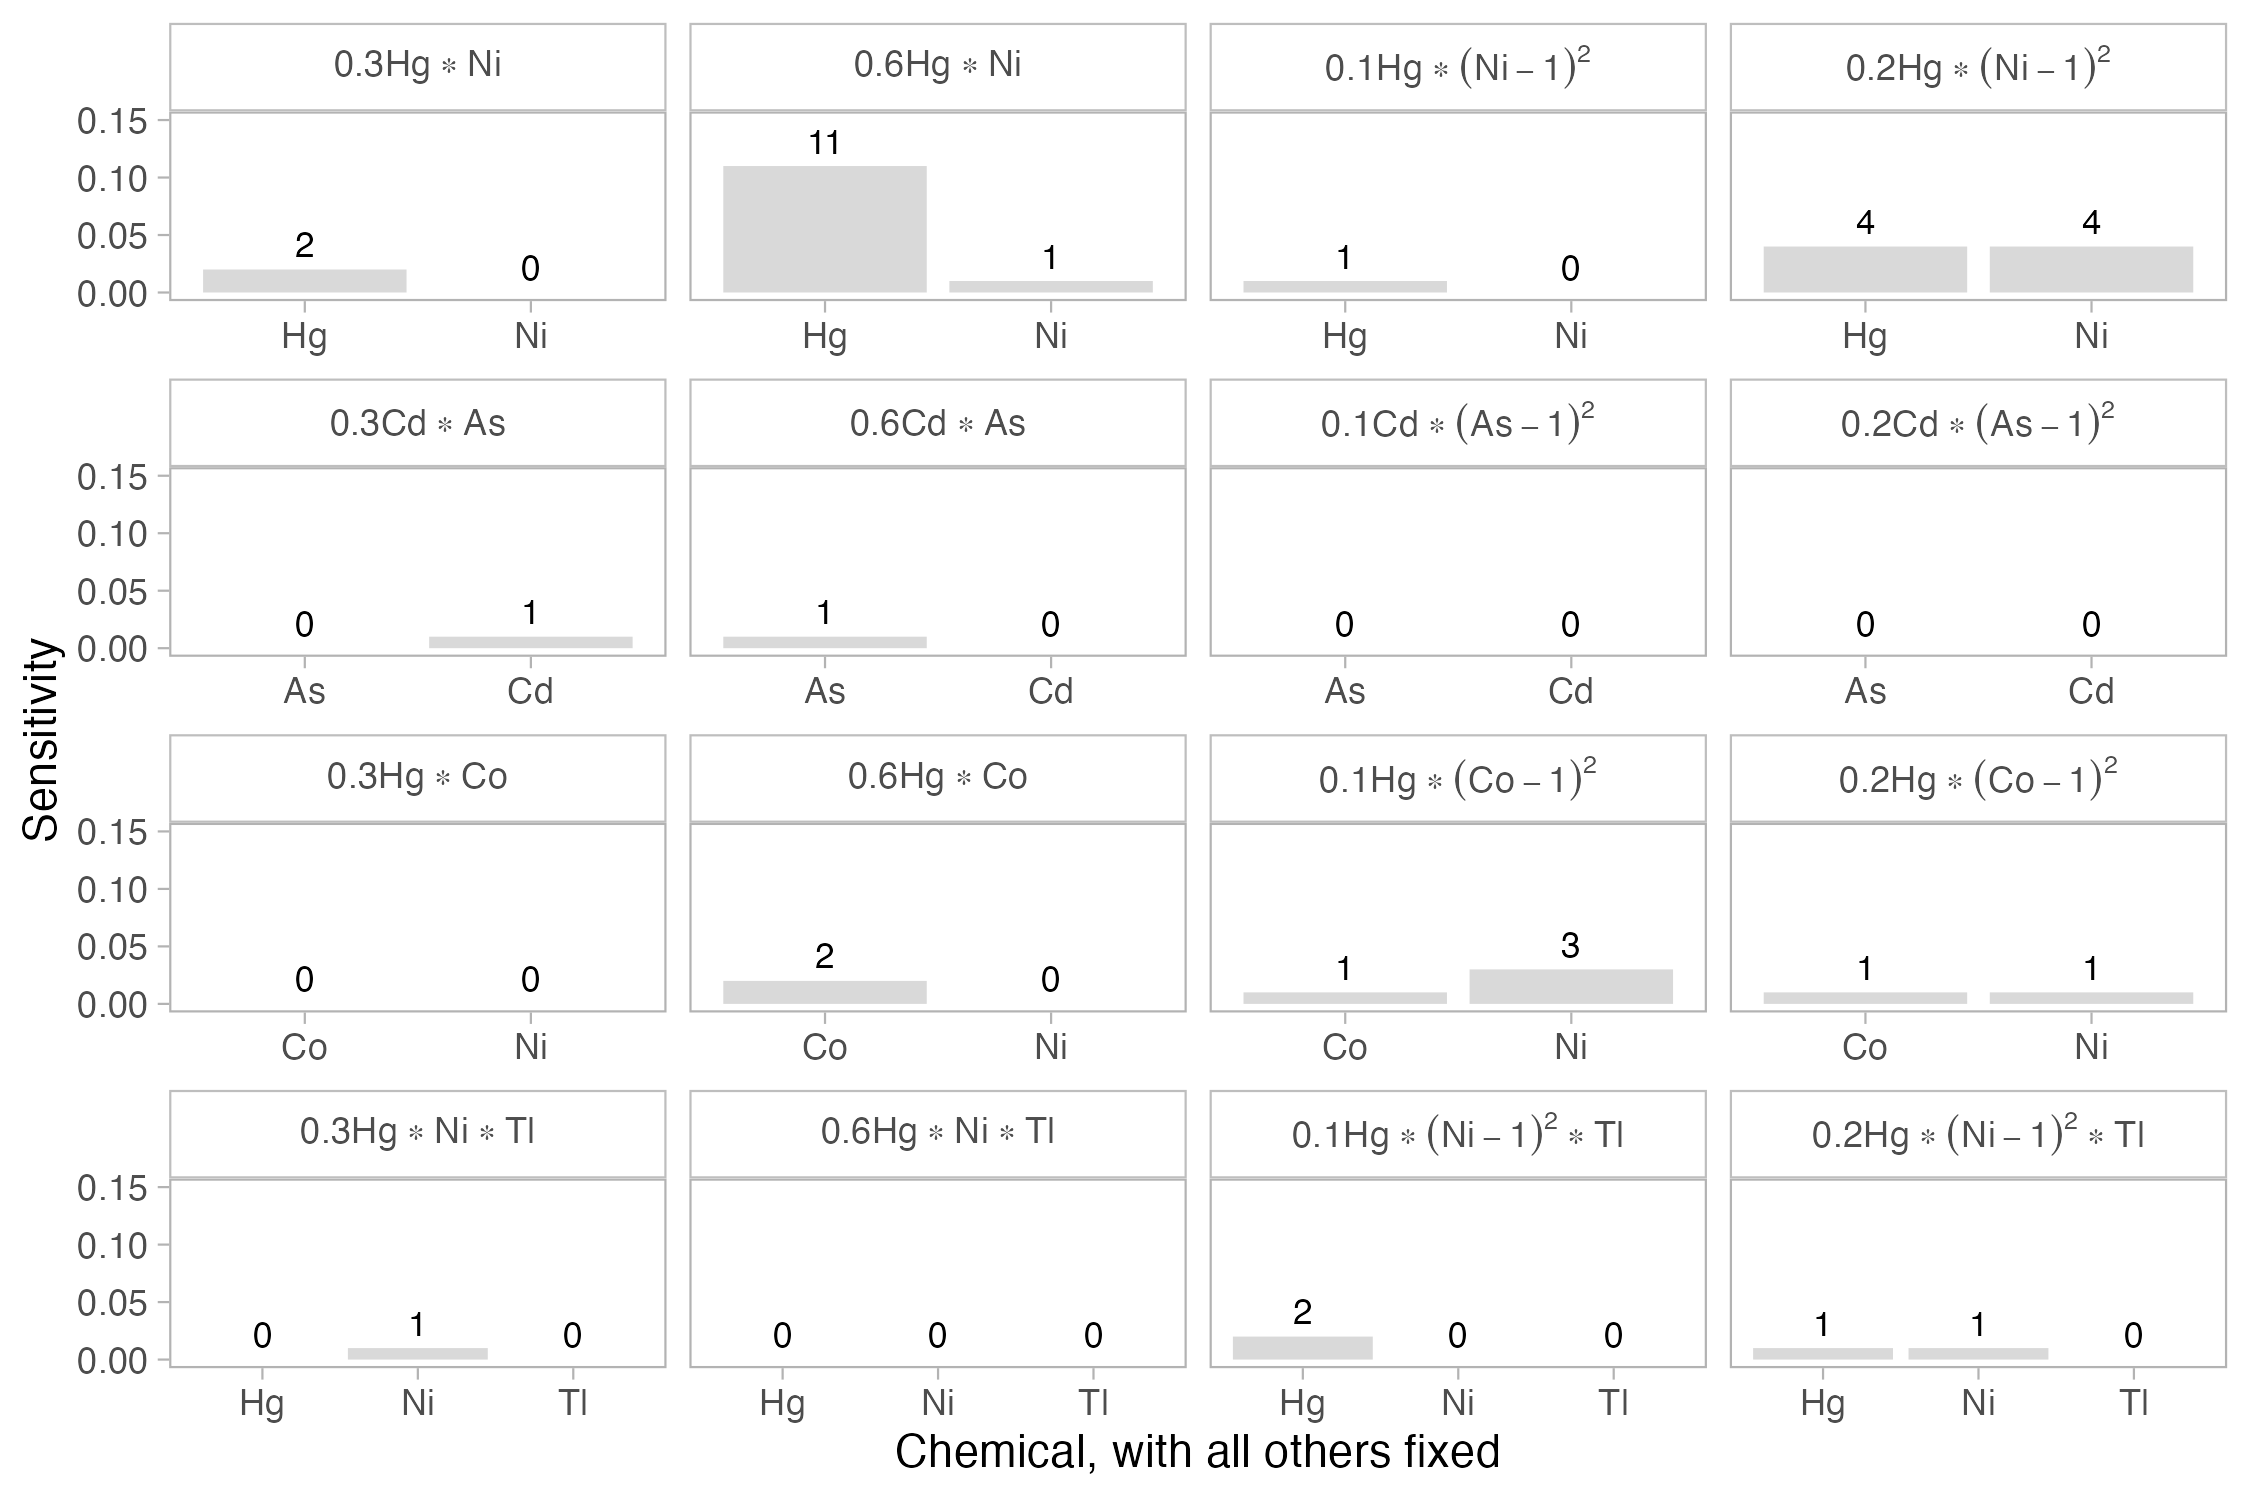 0.3Hg ∗ Ni
0.6Hg ∗ Ni
0.1Hg ∗ (Ni − 1)²
0.2Hg ∗ (Ni − 1)²
0.15
0.10
0.05
0.00
2
0
11
1
1
0
4
4
Hg Ni
Hg Ni
Hg Ni
Hg Ni
0.3Cd ∗ As
0.6Cd ∗ As
0.1Cd ∗ (As − 1)²
0.2Cd ∗ (As − 1)²
0.15
0.10
0.05
0.00
0
1
1
0
0
0
0
0
As Cd
As Cd
As Cd
As Cd
Sensitivity
0.3Hg ∗ Co
0.6Hg ∗ Co
0.1Hg ∗ (Co − 1)²
0.2Hg ∗ (Co − 1)²
0.15
0.10
0.05
0.00
0
0
2
0
1
3
1
1
Co Ni
Co Ni
Co Ni
Co Ni
0.3Hg ∗ Ni ∗ Tl
0.6Hg ∗ Ni ∗ Tl
0.1Hg ∗ (Ni − 1)² ∗ Tl
0.2Hg ∗ (Ni − 1)² ∗ Tl
0.15
0.10
0.05
0.00
0
1
0
0
0
0
2
0
0
1
1
0
Hg Ni Tl
Hg Ni Tl
Hg Ni Tl
Hg Ni Tl
Chemical, with all others fixed